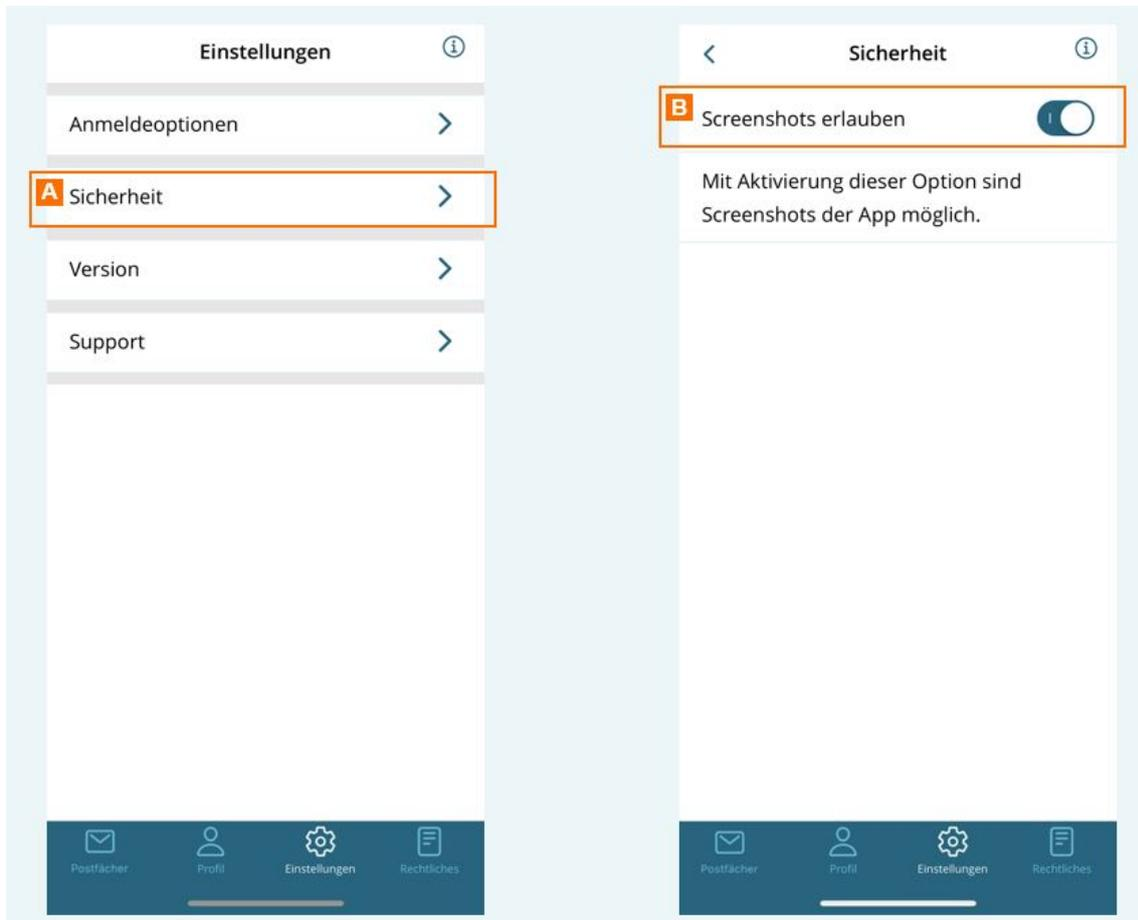 Einstellungen
Anmeldeoptionen
A
Sicherheit
Version
Support
Postfächer
Profil
Einstellungen
Rechtliches
Sicherheit
B
Screenshots erlauben
Mit Aktivierung dieser Option sind
Screenshots der App möglich.
Postfächer
Profil
Einstellungen
Rechtliches